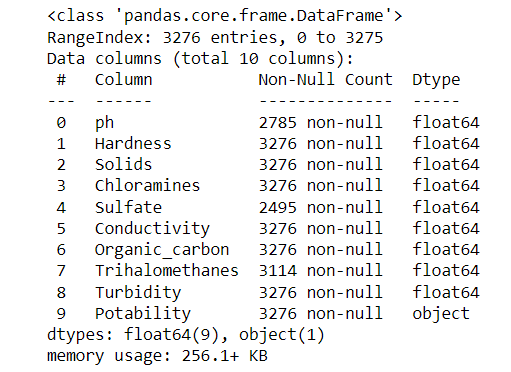 <class 'pandas.core.frame.DataFrame'>
RangeIndex: 3276 entries, 0 to 3275
Data columns (total 10 columns):
 #   Column           Non-Null Count  Dtype
---  ------           --------------  -----
 0   ph               2785 non-null   float64
 1   Hardness         3276 non-null   float64
 2   Solids           3276 non-null   float64
 3   Chloramines      3276 non-null   float64
 4   Sulfate          2495 non-null   float64
 5   Conductivity     3276 non-null   float64
 6   Organic_carbon   3276 non-null   float64
 7   Trihalomethanes  3114 non-null   float64
 8   Turbidity        3276 non-null   float64
 9   Potability       3276 non-null   object
dtypes: float64(9), object(1)
memory usage: 256.1+ KB